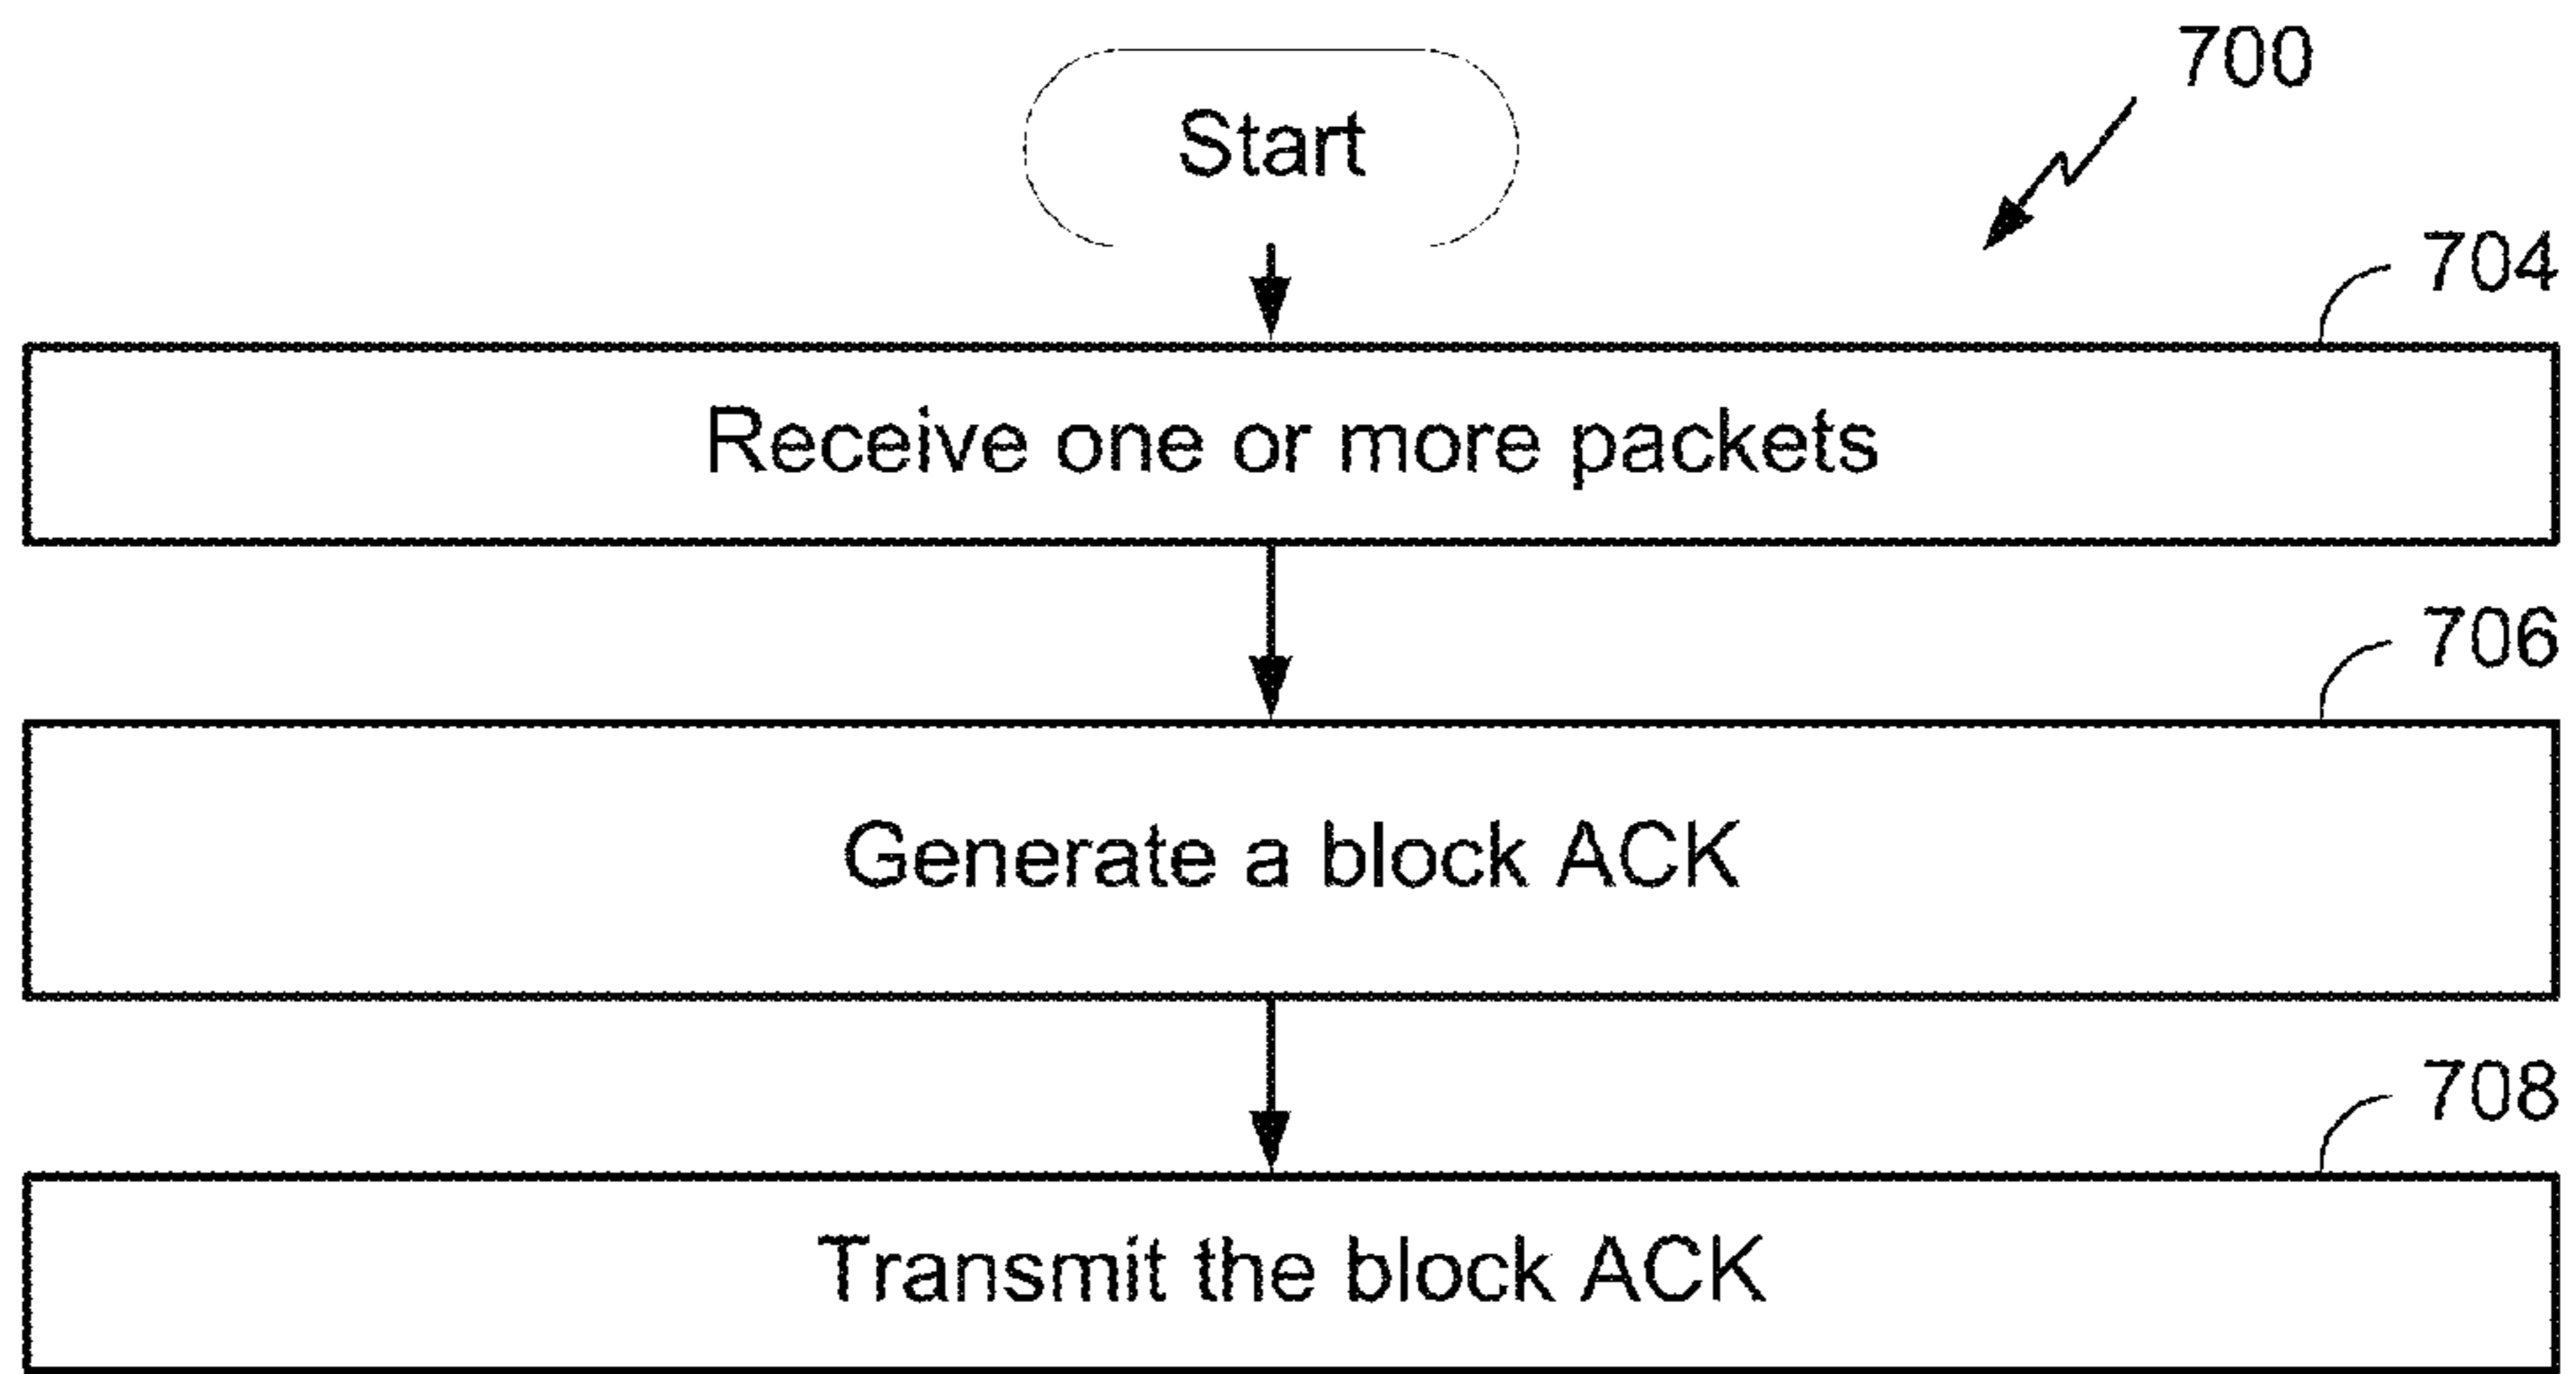 700
Start
704
Receive one or more packets
706
Generate a block ACK
708
Transmit the block ACK